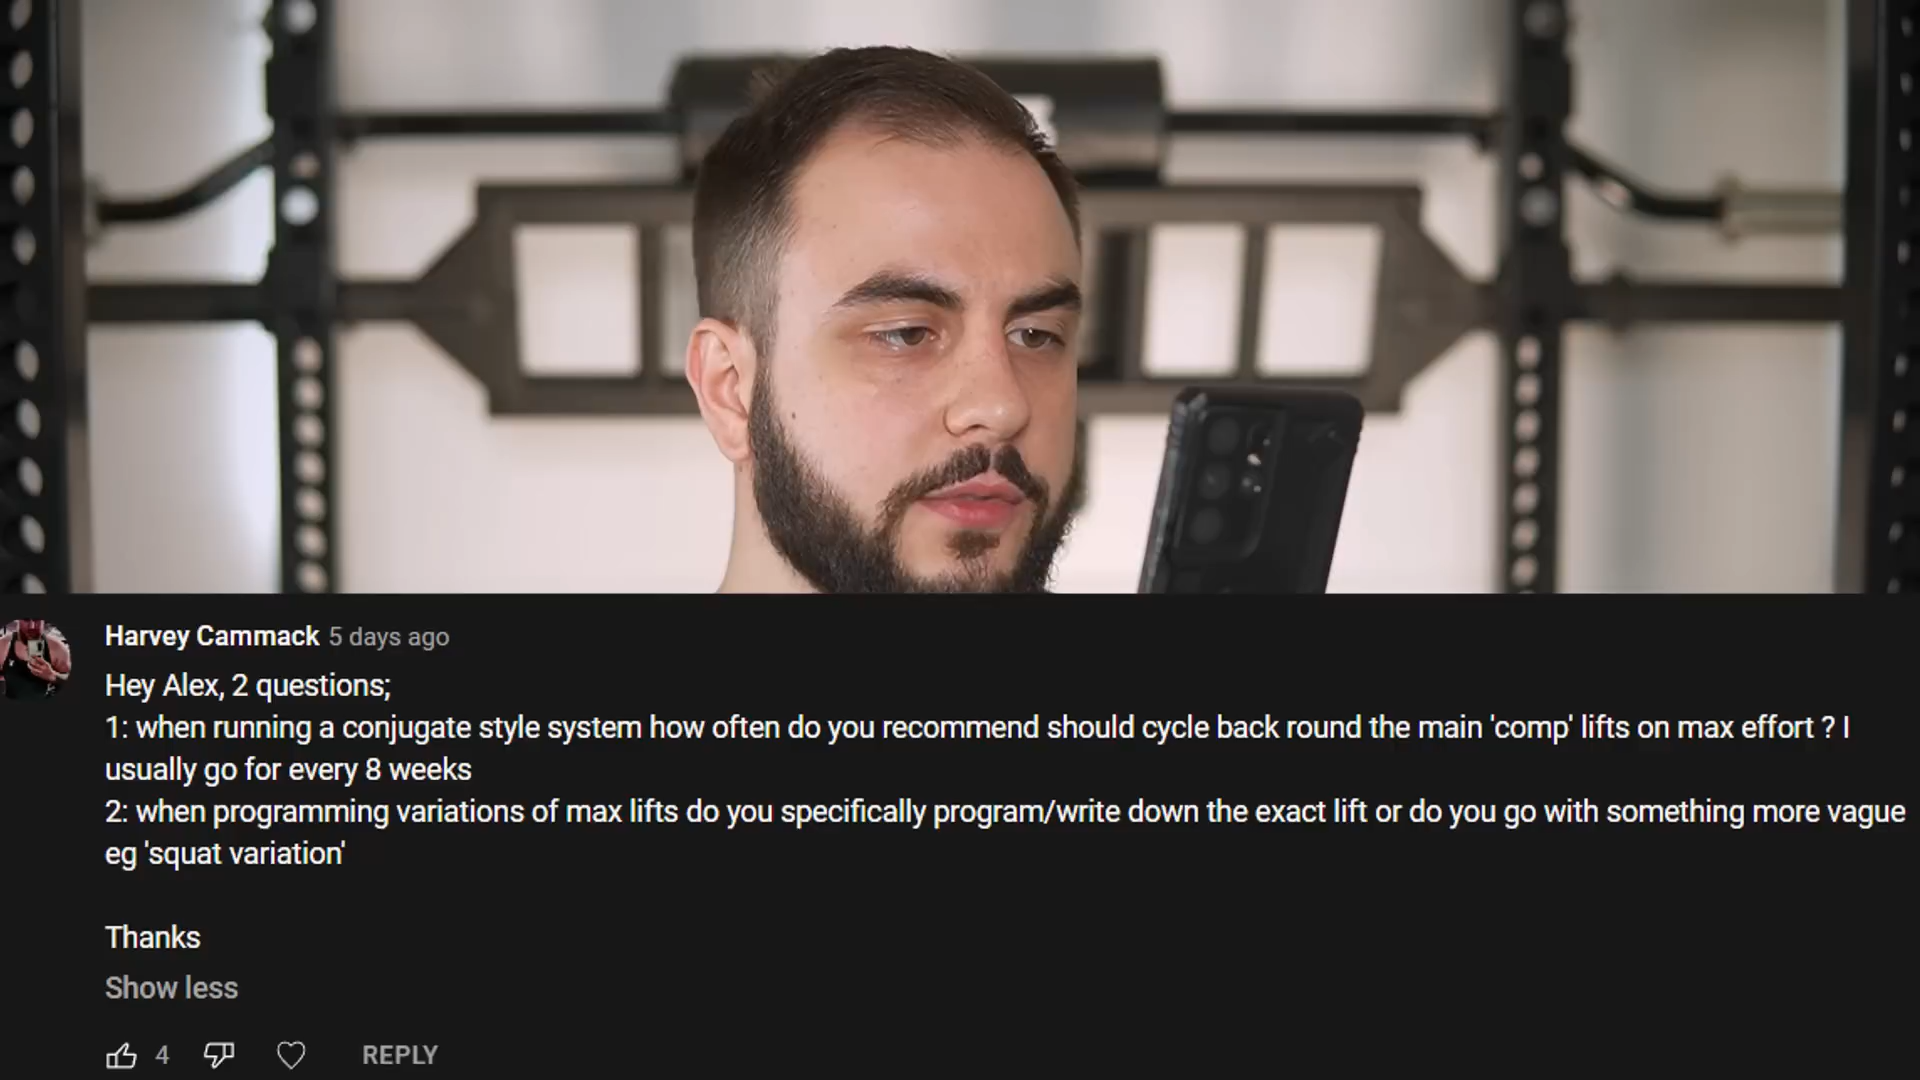 Harvey Cammack 5 days ago
Hey Alex, 2 questions;
1: when running a conjugate style system how often do you recommend should cycle back round the main 'comp' lifts on max effort ? I
usually go for every 8 weeks
2: when programming variations of max lifts do you specifically program/write down the exact lift or do you go with something more vague
eg 'squat variation'
Thanks
Show less
4 REPLY